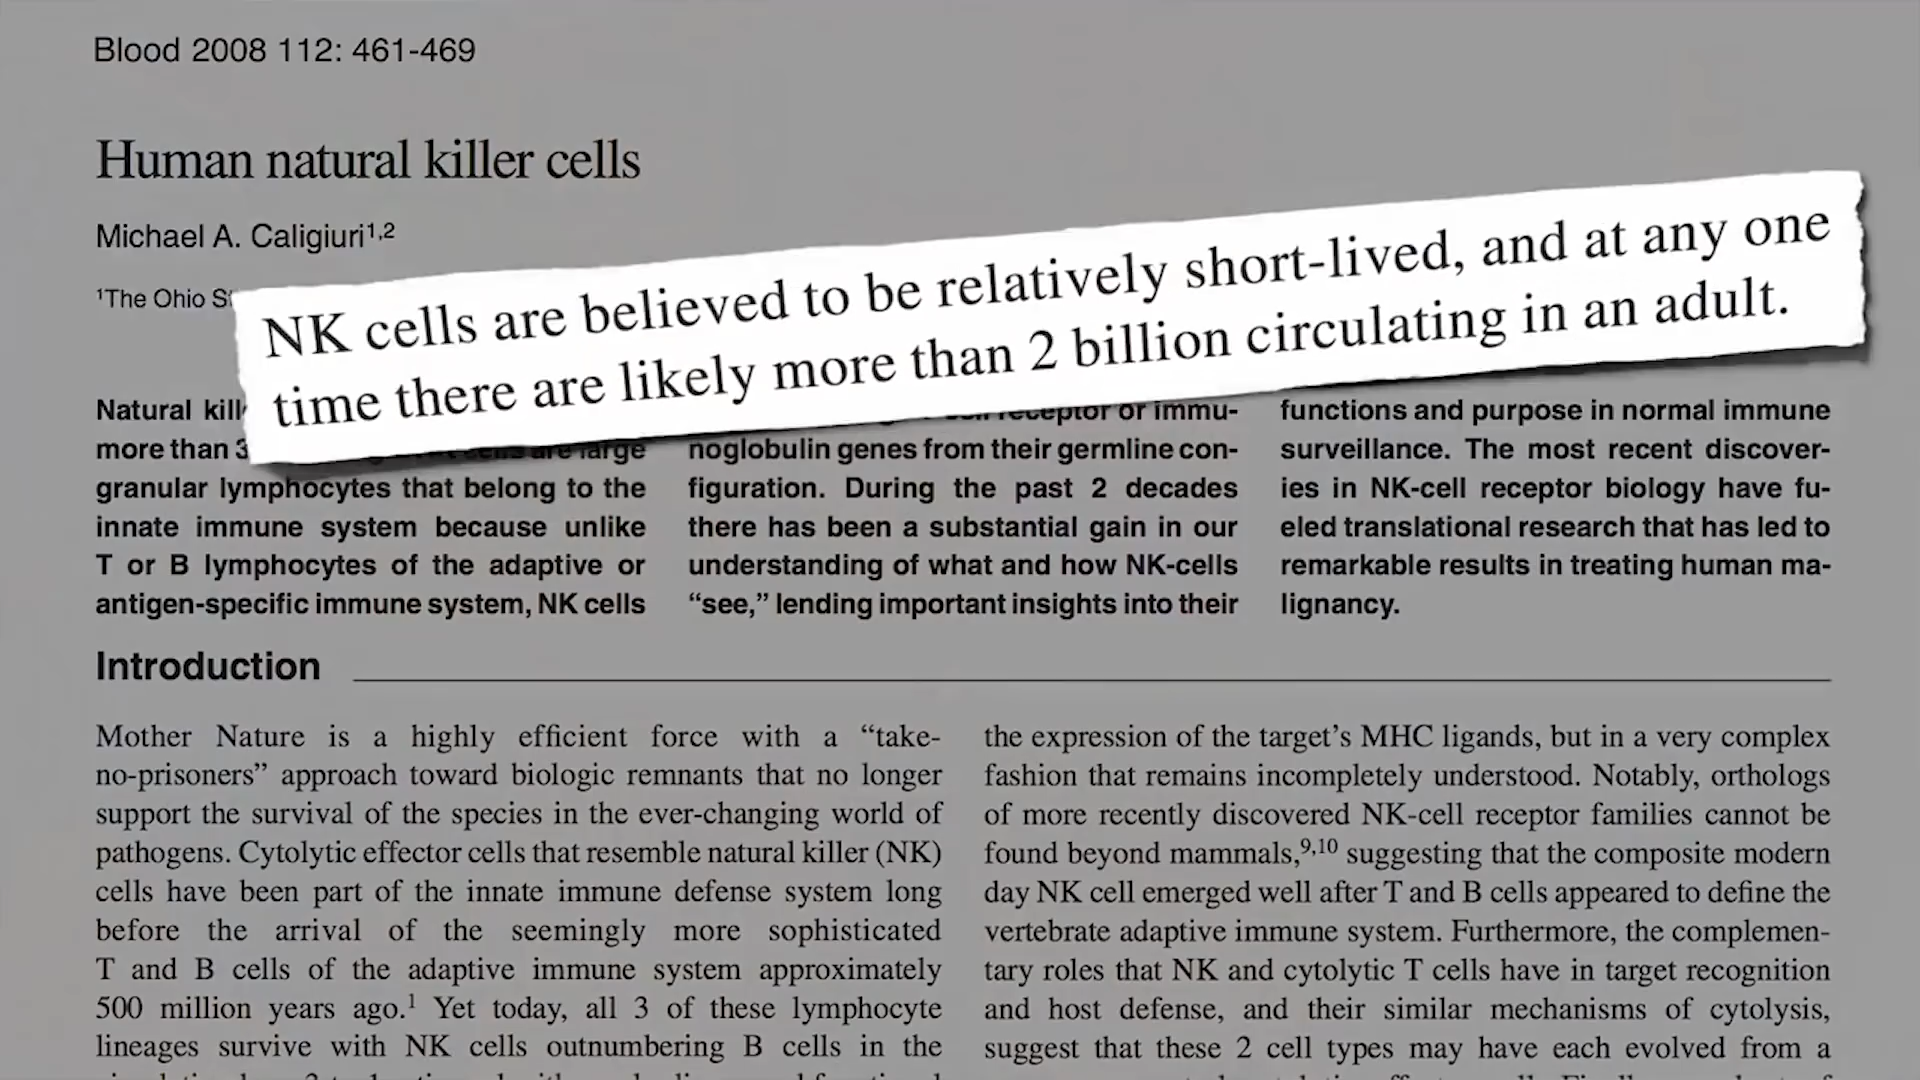 Blood 2008 112: 461-469
Human natural killer cells
Michael A. Caligiuri1,2
1The Ohio
NK cells are believed to be relatively short-lived, and at any one
time there are likely more than 2 billion circulating in an adult.
Natural
more than
are large
granular lymphocytes that belong to the
innate immune system because unlike
T or B lymphocytes of the adaptive or
antigen-specific immune system, NK cells
receptor or immu-
noglobulin genes from their germline con-
figuration. During the past 2 decades
there has been a substantial gain in our
understanding of what and how NK-cells
“see,” lending important insights into their
functions and purpose in normal immune
surveillance. The most recent discover-
ies in NK-cell receptor biology have fu-
eled translational research that has led to
remarkable results in treating human ma-
lignancy.
Introduction
Mother Nature is a highly efficient force with a “take-
no-prisoners” approach toward biologic remnants that no longer
support the survival of the species in the ever-changing world of
pathogens. Cytolytic effector cells that resemble natural killer (NK)
cells have been part of the innate immune defense system long
before the arrival of the seemingly more sophisticated
T and B cells of the adaptive immune system approximately
500 million years ago.1 Yet today, all 3 of these lymphocyte
lineages survive with NK cells outnumbering B cells in the
the expression of the target’s MHC ligands, but in a very complex
fashion that remains incompletely understood. Notably, orthologs
of more recently discovered NK-cell receptor families cannot be
found beyond mammals,9,10 suggesting that the composite modern
day NK cell emerged well after T and B cells appeared to define the
vertebrate adaptive immune system. Furthermore, the complemen-
tary roles that NK and cytolytic T cells have in target recognition
and host defense, and their similar mechanisms of cytolysis,
suggest that these 2 cell types may have each evolved from a